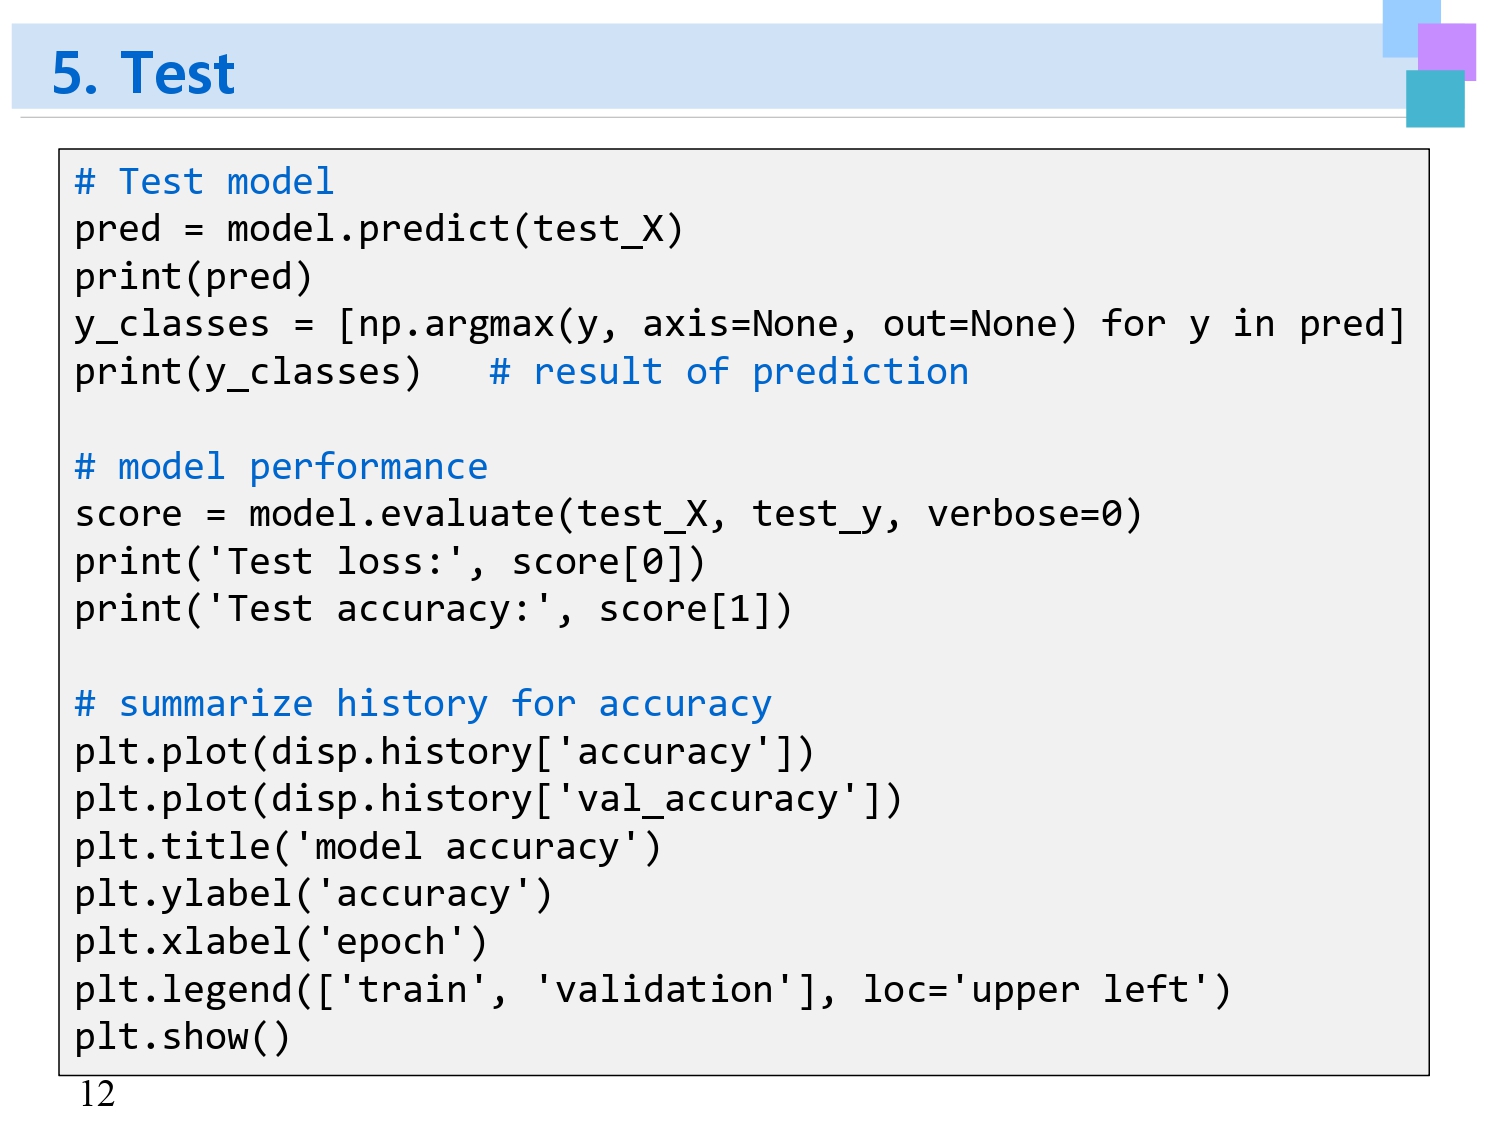 5. Test
# Test model
pred = model.predict(test_X)
print(pred)
y_classes = [np.argmax(y, axis=None, out=None) for y in pred]
print(y_classes)   # result of prediction

# model performance
score = model.evaluate(test_X, test_y, verbose=0)
print('Test loss:', score[0])
print('Test accuracy:', score[1])

# summarize history for accuracy
plt.plot(disp.history['accuracy'])
plt.plot(disp.history['val_accuracy'])
plt.title('model accuracy')
plt.ylabel('accuracy')
plt.xlabel('epoch')
plt.legend(['train', 'validation'], loc='upper left')
plt.show()
12